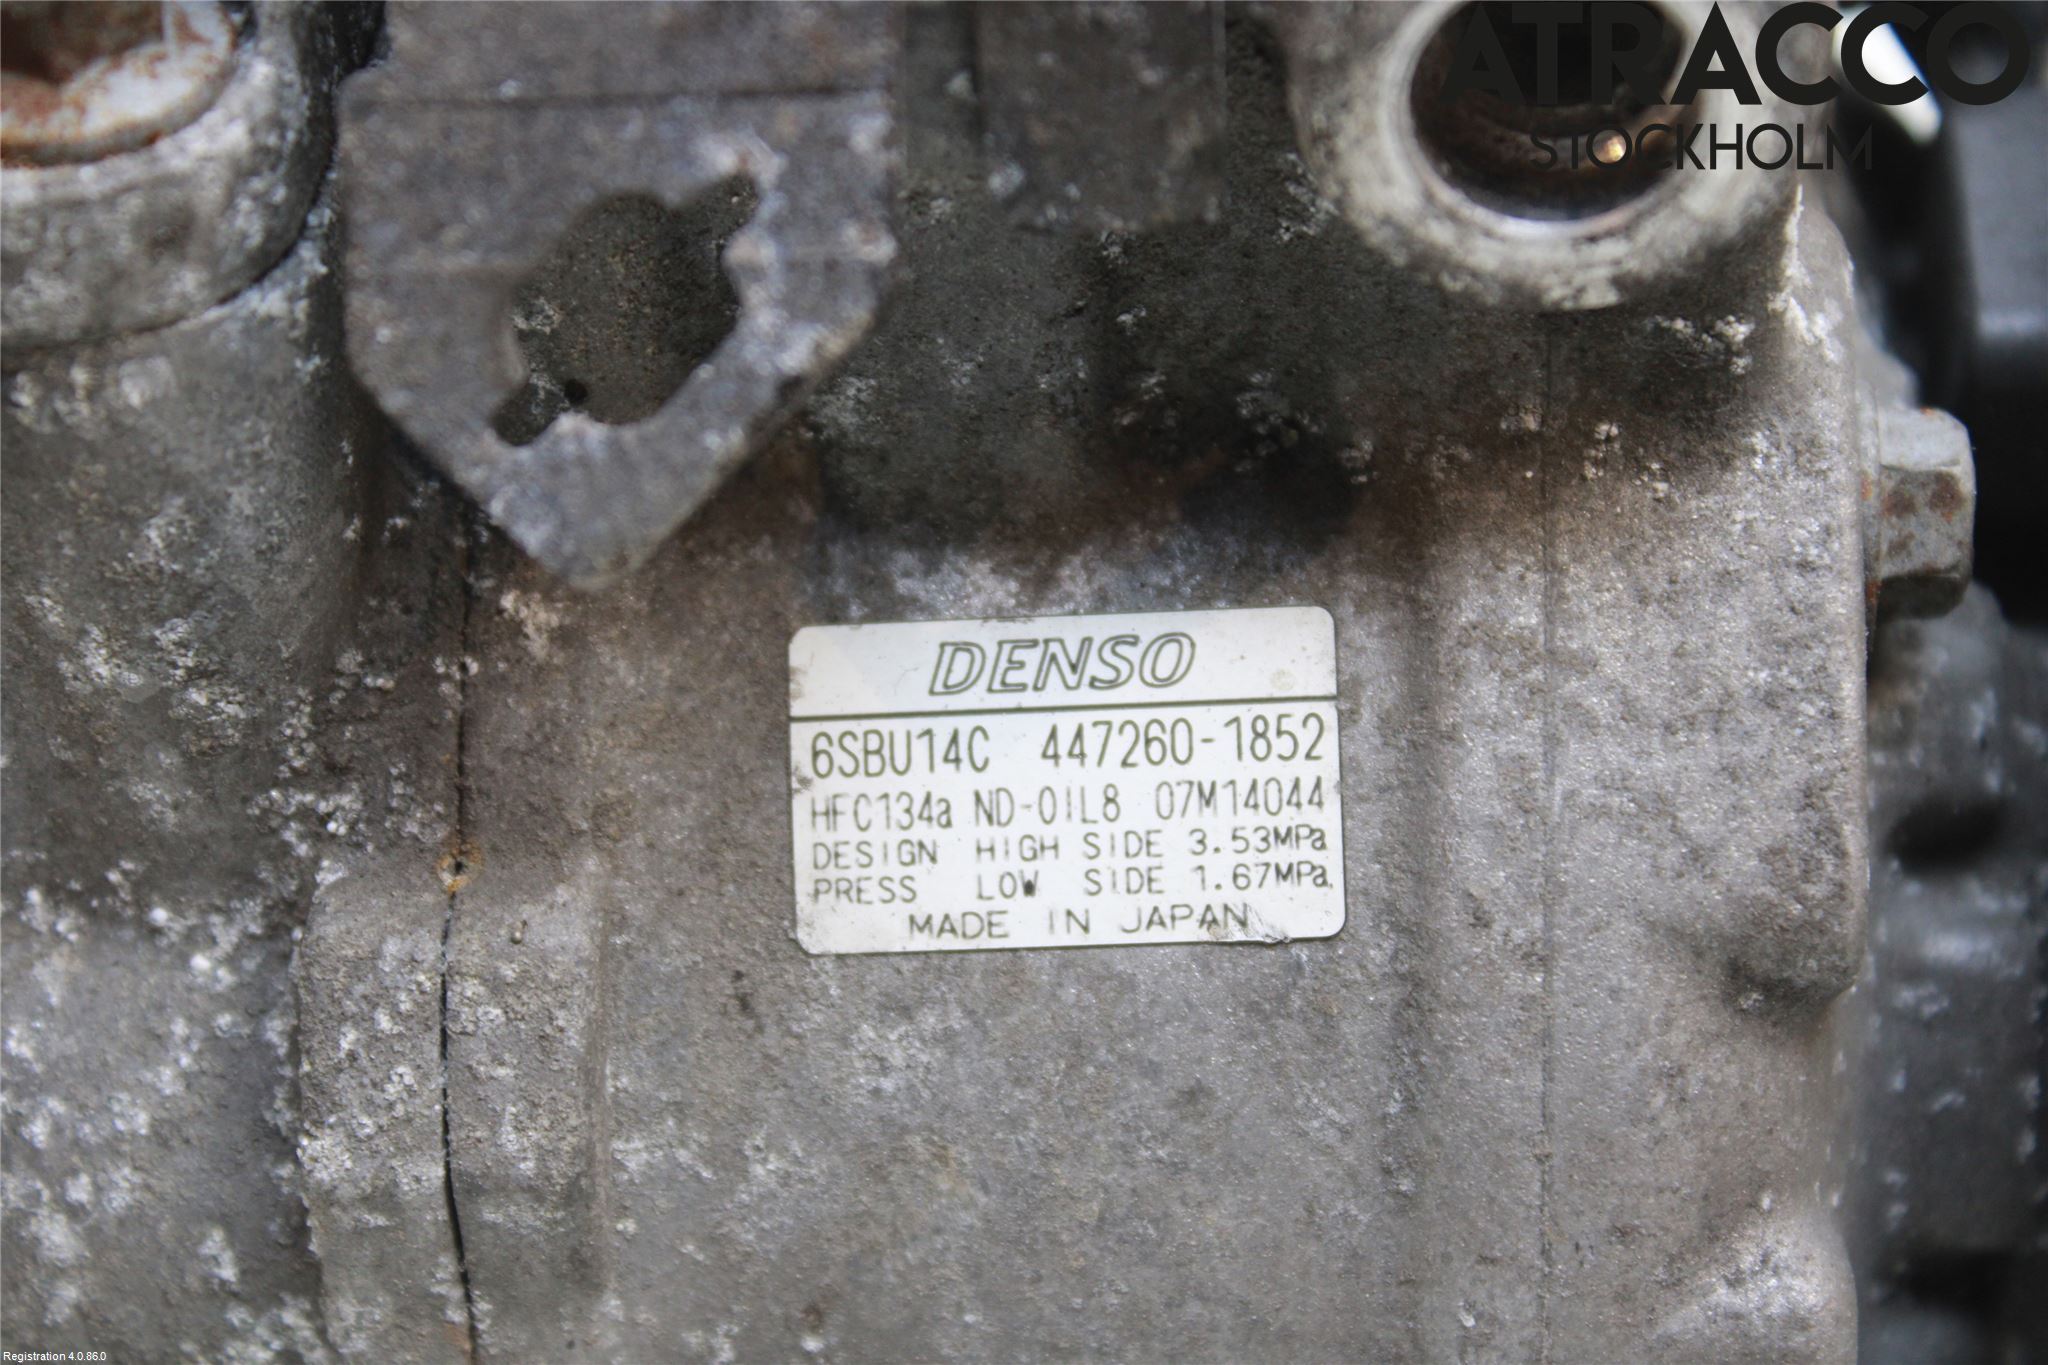 ATRACCO
STOCKHOLM
DENSO
6SBU14C 447260-1852
HFC134a ND-OIL8 07M14044
DESIGN HIGH SIDE 3.53MPa
PRESS LOW SIDE 1.67MPa.
MADE IN JAPAN
Registration 4.0.86.0